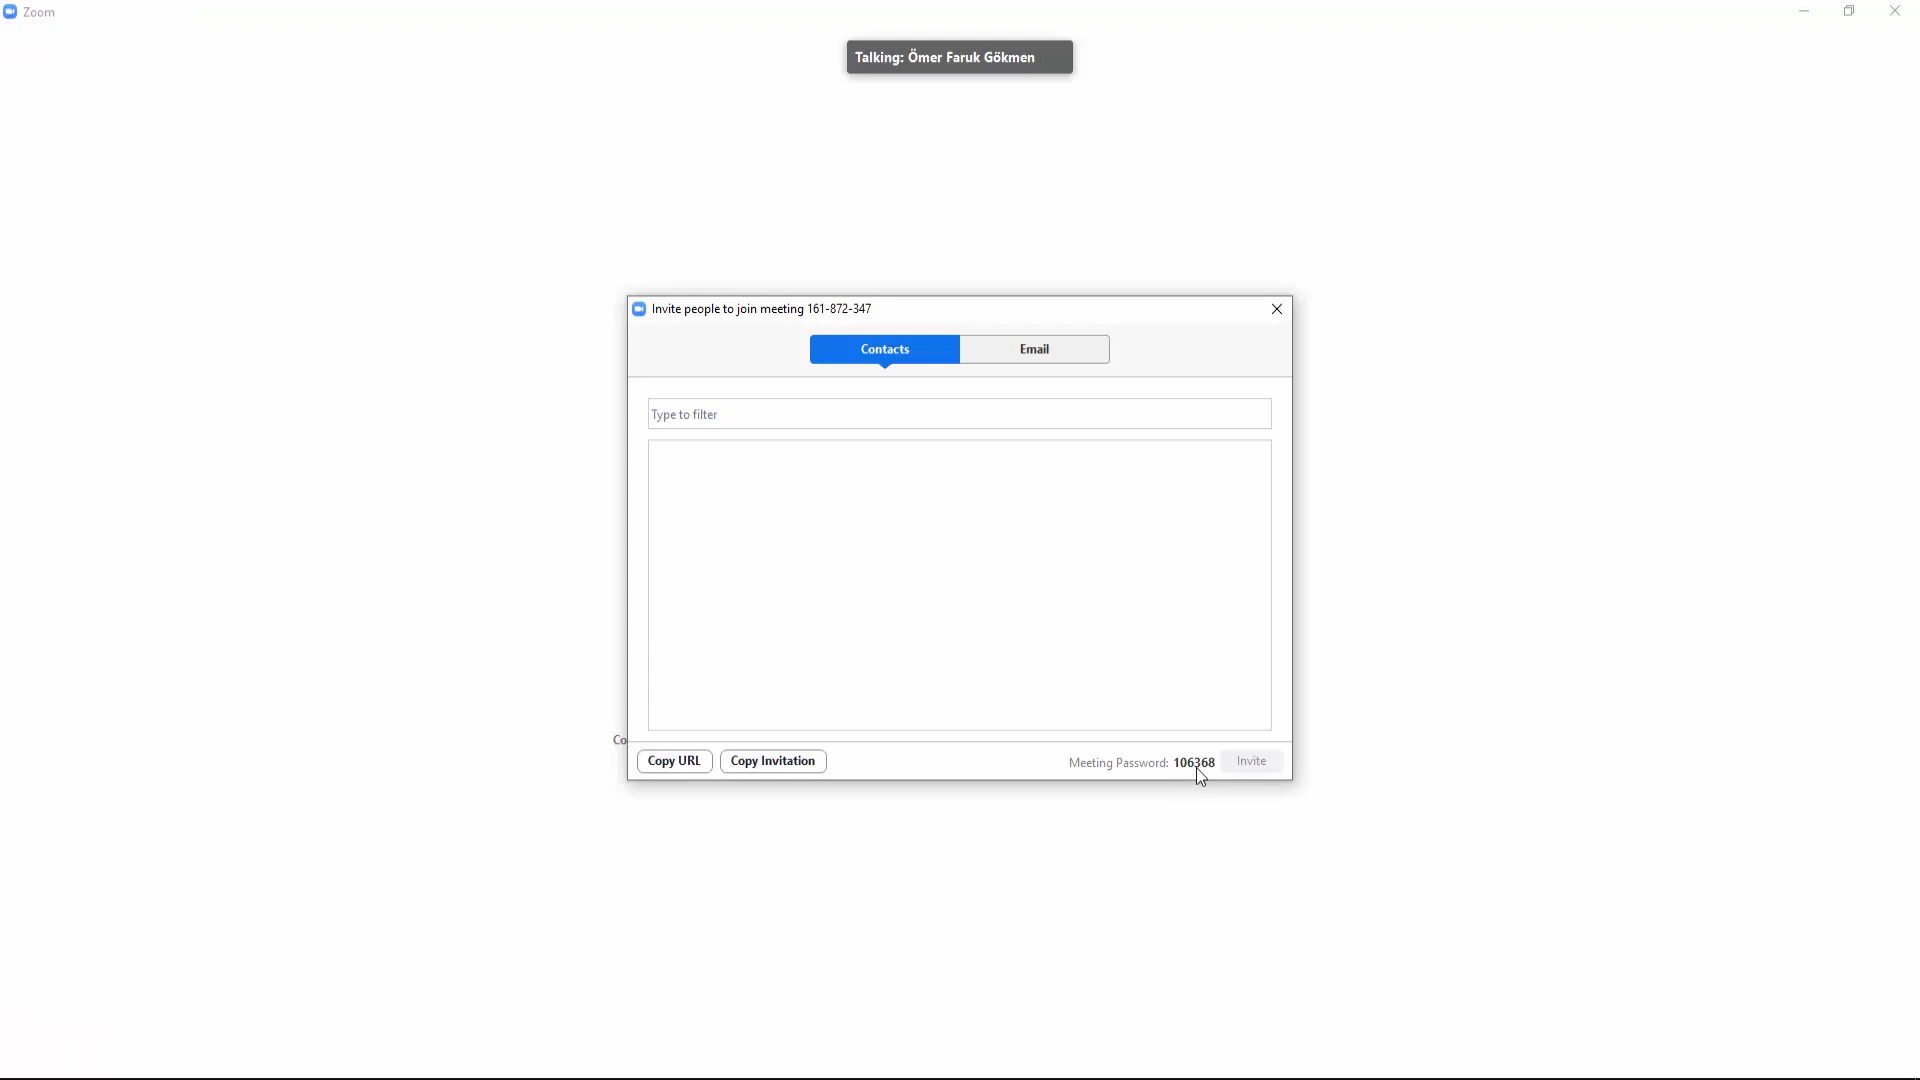 Zoom
Talking: Ömer Faruk Gökmen
Invite people to join meeting 161-872-347
Contacts
Email
Type to filter
Co
Copy URL
Copy Invitation
Meeting Password: 106368
Invite